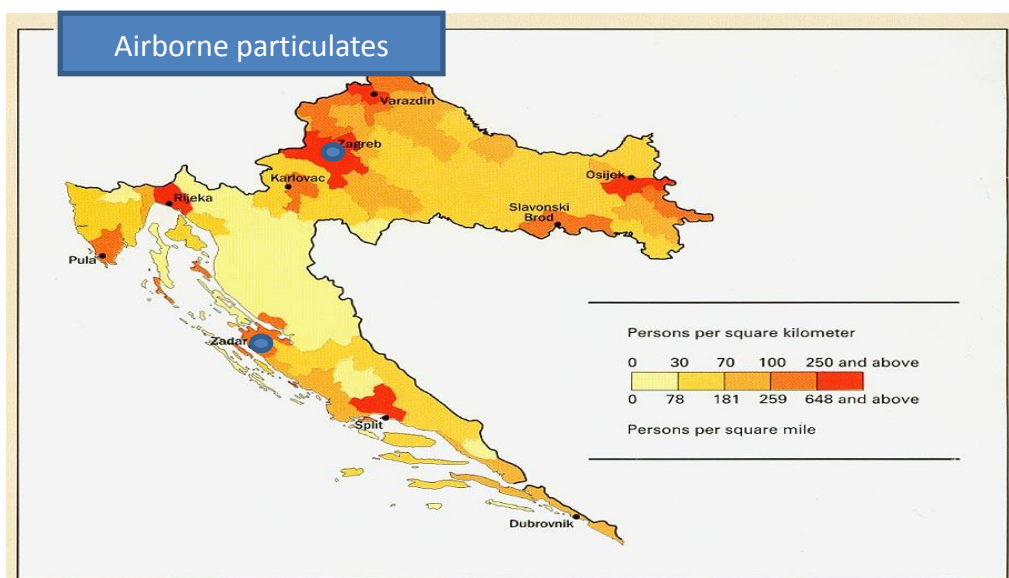 Airborne particulates
Varazdin
Zagreb
Karlovac
Osijek
Rijeka
Slavonski
Brod
Pula
Zadar
Split
Dubrovnik
Persons per square kilometer
0 30 70 100 250 and above
0 78 181 259 648 and above
Persons per square mile